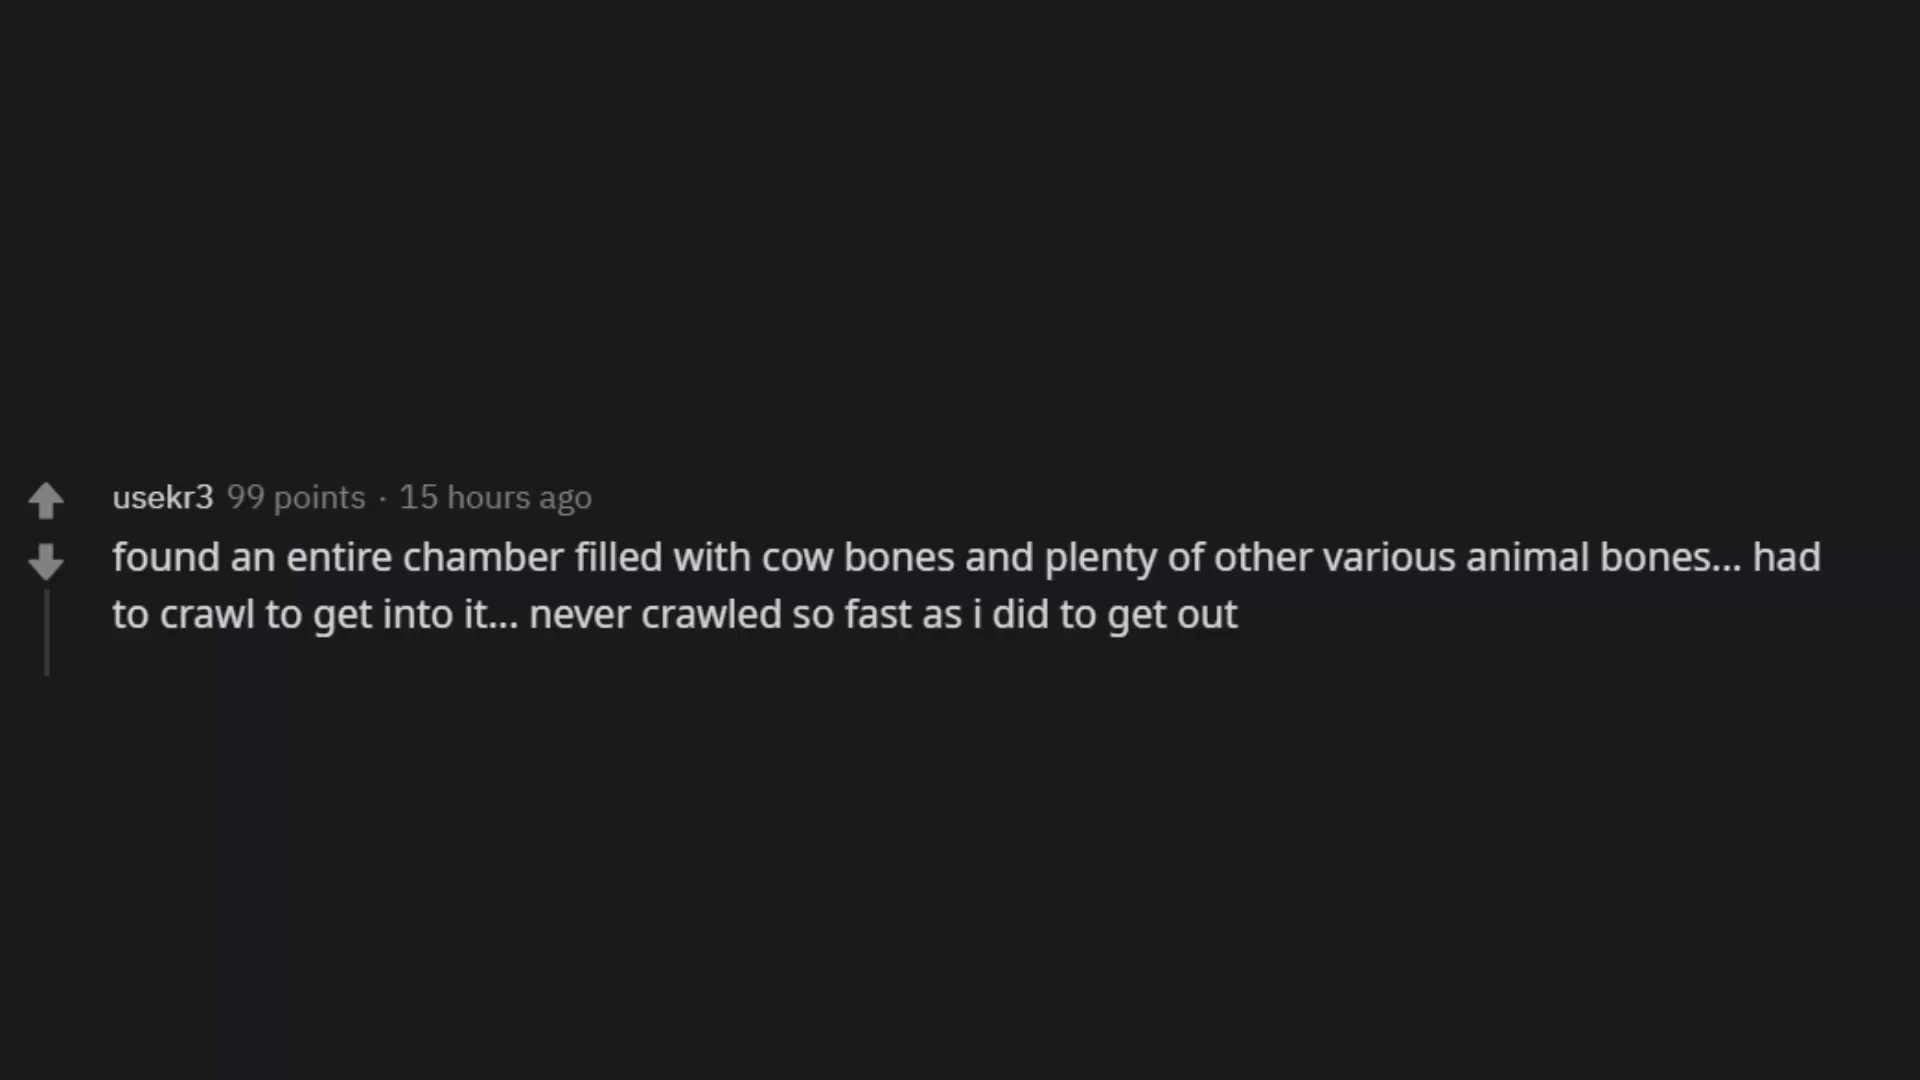 usekr3 99 points · 15 hours ago
found an entire chamber filled with cow bones and plenty of other various animal bones... had
to crawl to get into it... never crawled so fast as i did to get out